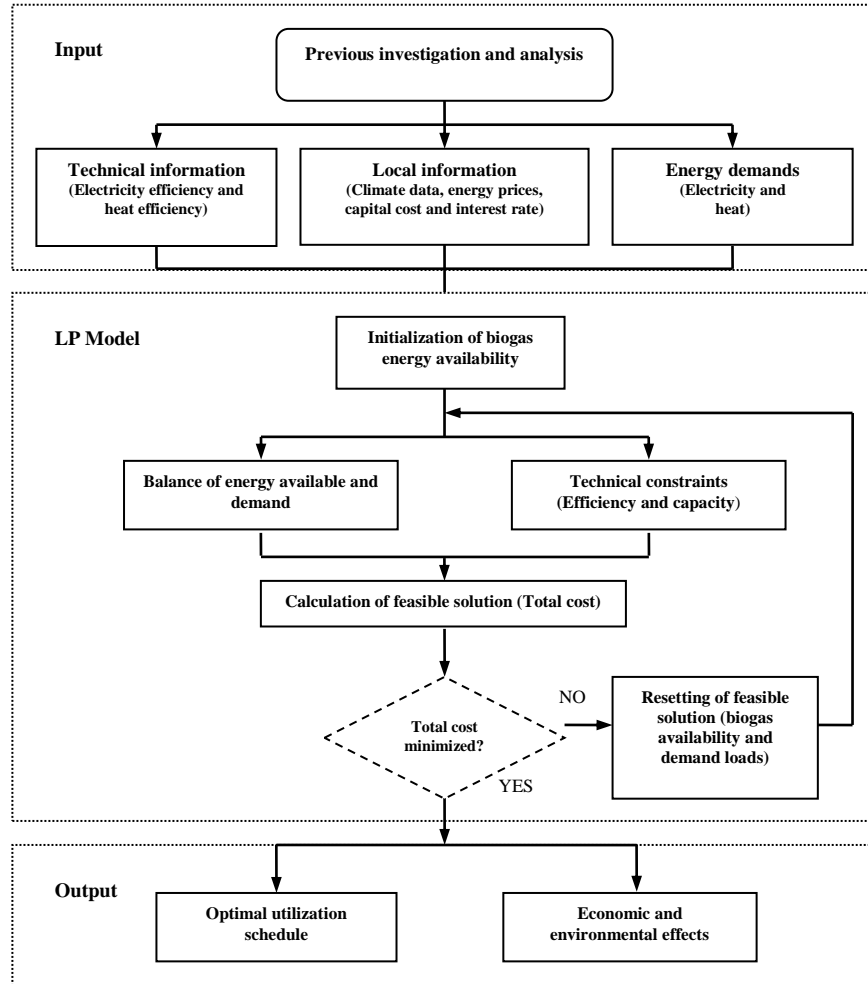 Input
Previous investigation and analysis
Technical information
(Electricity efficiency and
heat efficiency)
Local information
(Climate data, energy prices,
capital cost and interest rate)
Energy demands
(Electricity and
heat)
LP Model
Initialization of biogas
energy availability
Balance of energy available and
demand
Technical constraints
(Efficiency and capacity)
Calculation of feasible solution (Total cost)
Total cost
minimized?
NO
YES
Resetting of feasible
solution (biogas
availability and
demand loads)
Output
Optimal utilization
schedule
Economic and
environmental effects